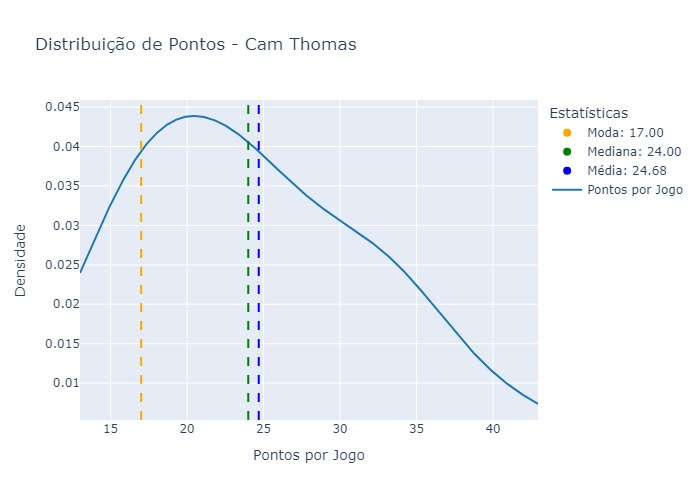 Distribuição de Pontos - Cam Thomas
Estatísticas
Moda: 17.00
Mediana: 24.00
Média: 24.68
Pontos por Jogo
0.045
0.04
0.035
0.03
0.025
0.02
0.015
0.01
Densidade
15 20 25 30 35 40
Pontos por Jogo